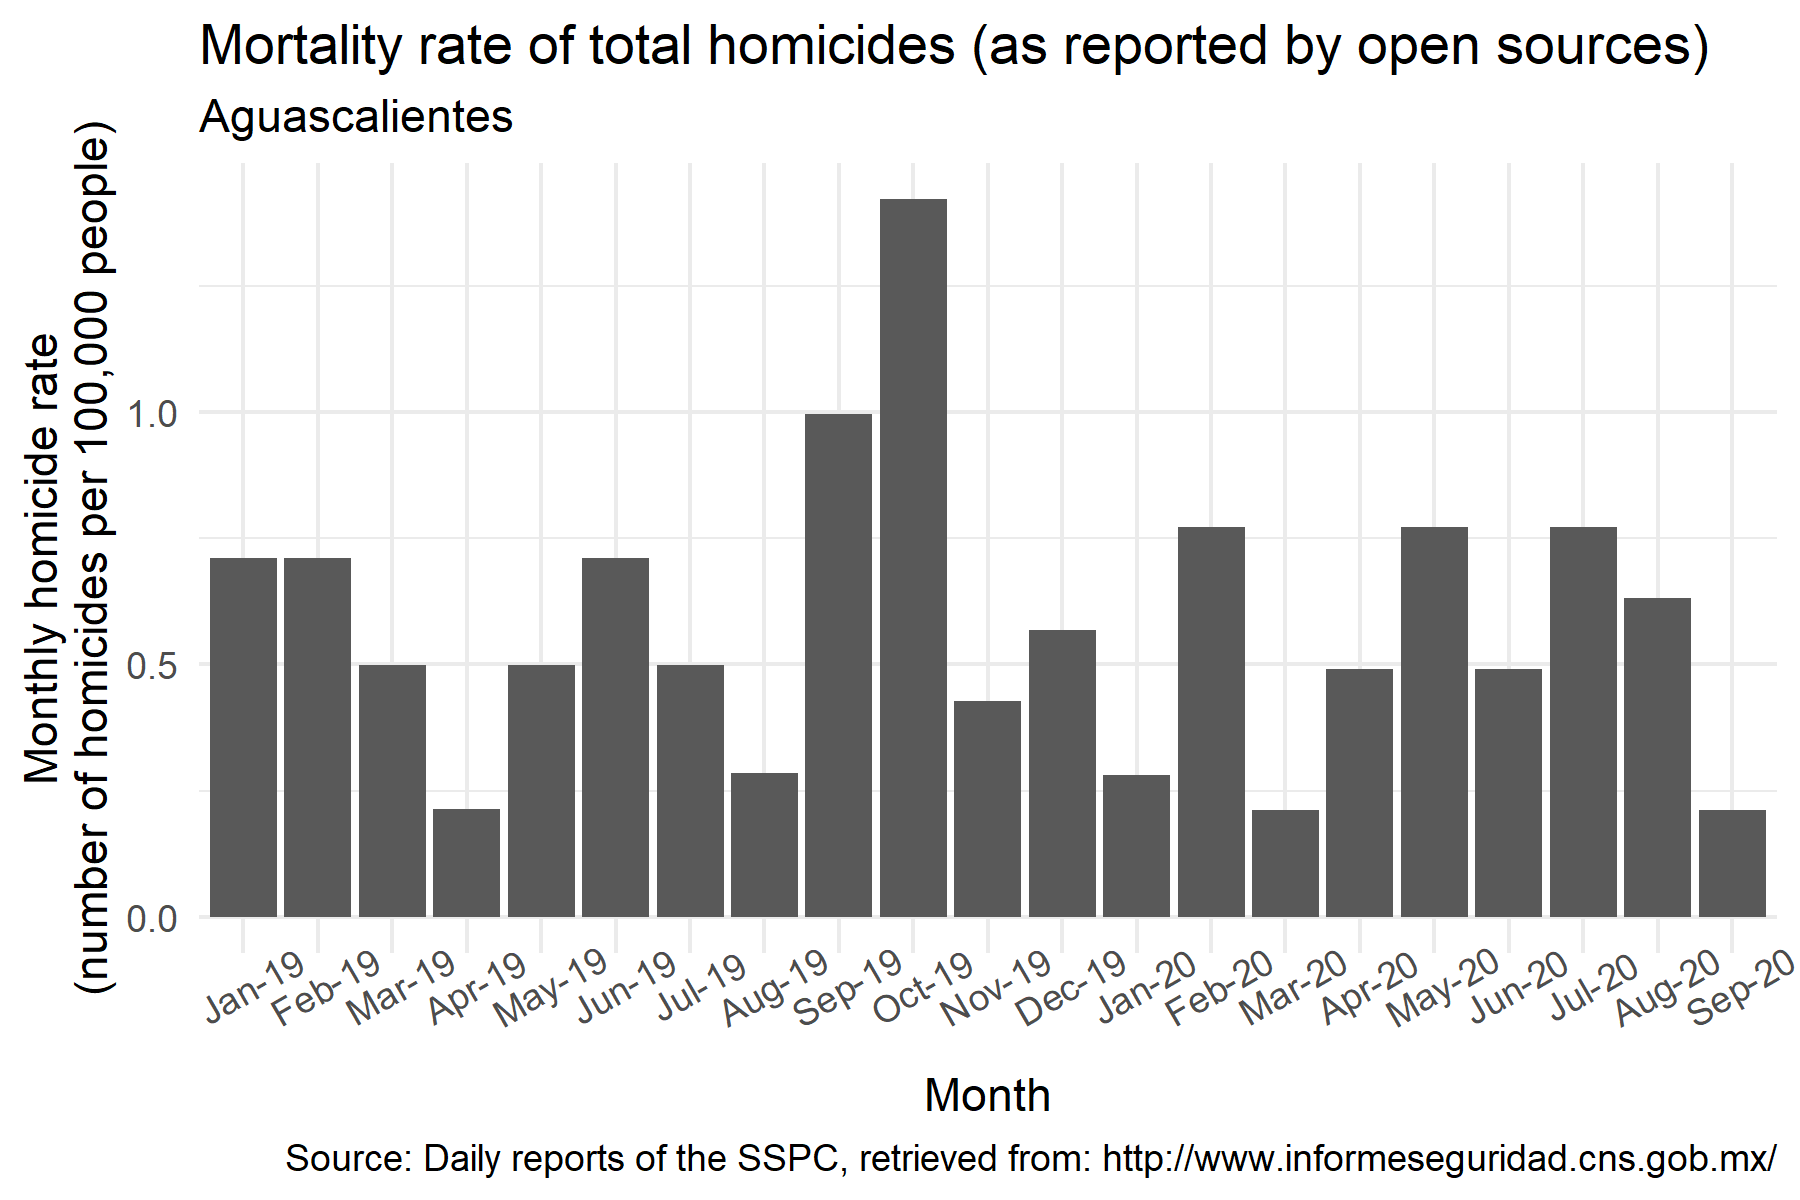 Mortality rate of total homicides (as reported by open sources)
Aguascalientes
Monthly homicide rate
(number of homicides per 100,000 people)
1.0
0.5
0.0
Jan-19
Feb-19
Mar-19
Apr-19
May-19
Jun-19
Jul-19
Aug-19
Sep-19
Oct-19
Nov-19
Dec-19
Jan-20
Feb-20
Mar-20
Apr-20
May-20
Jun-20
Jul-20
Aug-20
Sep-20
Month
Source: Daily reports of the SSPC, retrieved from: http://www.informeseguridad.cns.gob.mx/